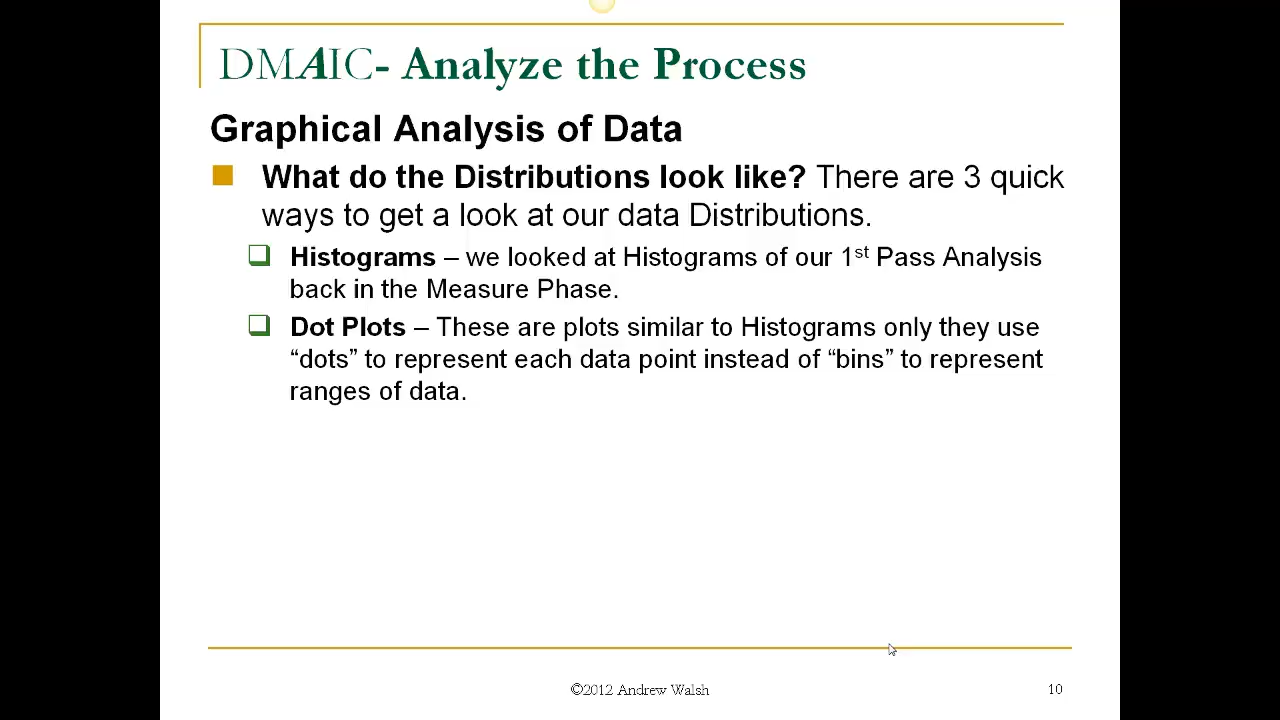 DMAIC- Analyze the Process
Graphical Analysis of Data
What do the Distributions look like? There are 3 quick
ways to get a look at our data Distributions.
Histograms – we looked at Histograms of our 1st Pass Analysis
back in the Measure Phase.
Dot Plots – These are plots similar to Histograms only they use
“dots” to represent each data point instead of “bins” to represent
ranges of data.
©2012 Andrew Walsh
10